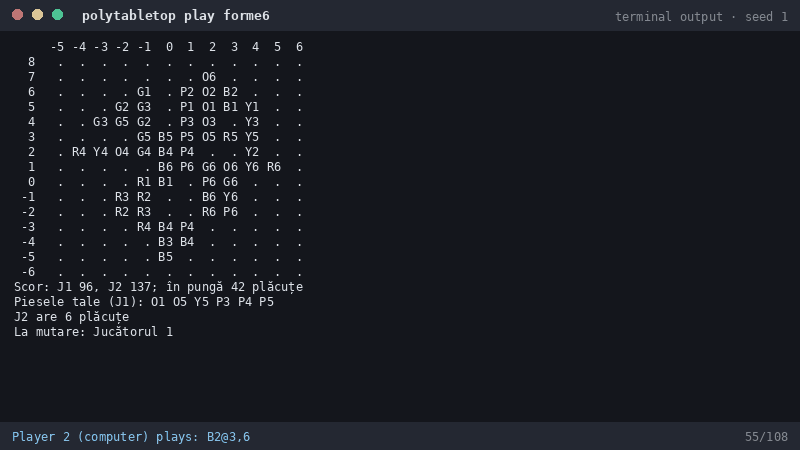 polytabletop play forme6
terminal output · seed 1
-5 -4 -3 -2 -1 0 1 2 3 4 5 6
8 . . . . . . . . . . . .
7 . . . . . . . O6 . . . .
6 . . . . G1 . P2 O2 B2 . . .
5 . . . G2 G3 . P1 O1 B1 Y1 . .
4 . . G3 G5 G2 . P3 O3 . Y3 . .
3 . . . . G5 B5 P5 O5 R5 Y5 . .
2 . R4 Y4 O4 G4 B4 P4 . . Y2 . .
1 . . . . . B6 P6 G6 O6 Y6 R6 .
0 . . . . R1 B1 . P6 G6 . . .
-1 . . . R3 R2 . . B6 Y6 . . .
-2 . . . R2 R3 . . R6 P6 . . .
-3 . . . . R4 B4 P4 . . . . .
-4 . . . . . B3 B4 . . . . .
-5 . . . . . B5 . . . . . .
-6 . . . . . . . . . . . .
Scor: J1 96, J2 137; în pungă 42 plăcuțe
Piesele tale (J1): O1 O5 Y5 P3 P4 P5
J2 are 6 plăcuțe
La mutare: Jucătorul 1
Player 2 (computer) plays: B2@3,6
55/108